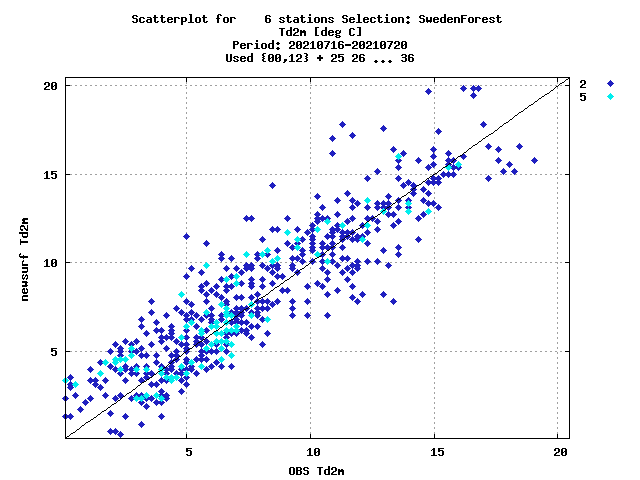 Scatterplot for    6 stations Selection: SwedenForest
Td2m [deg C]
Period: 20210716-20210720
Used {00,12} + 25 26 ... 36
2
5
20
15
10
5
newsurf Td2m
5
10
15
20
OBS Td2m